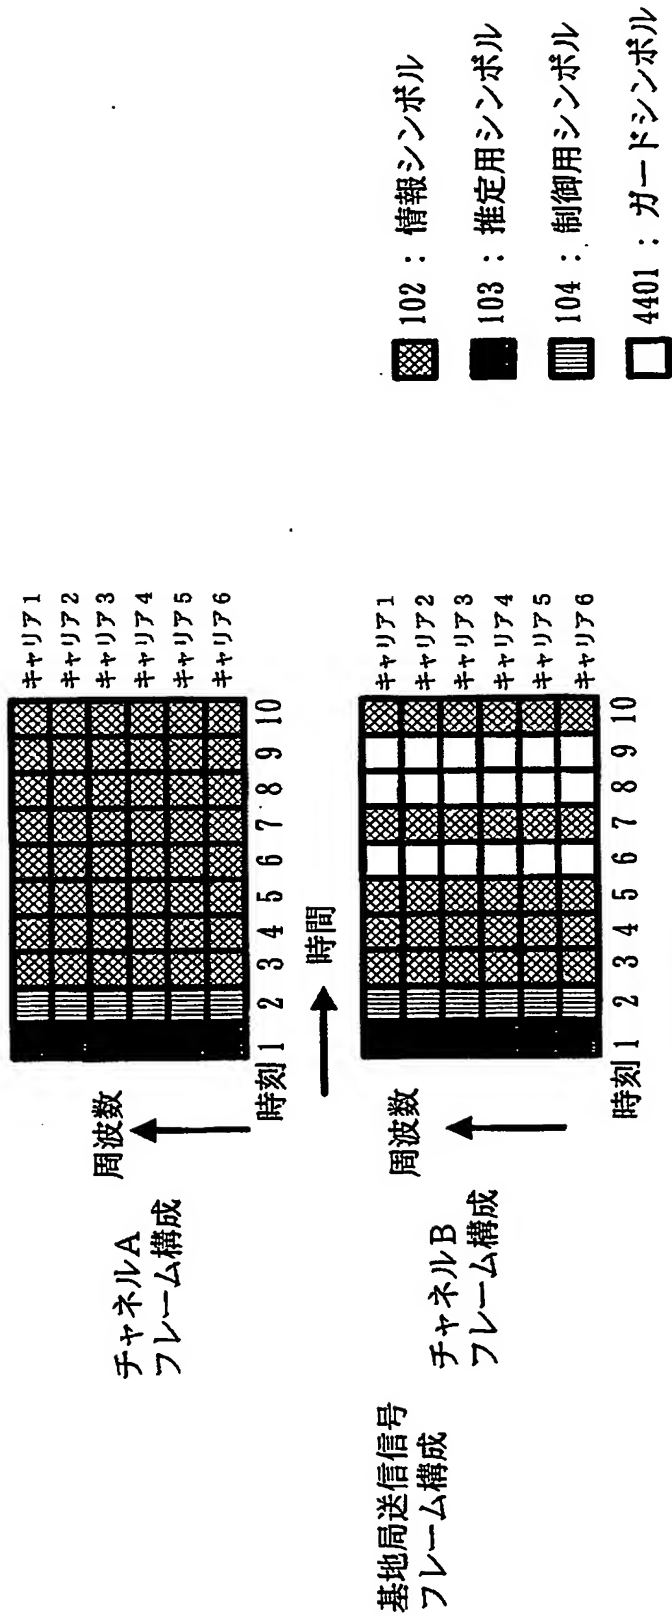 基地局送信信号
フレーム構成
チャネルA
フレーム構成
周波数
キャリア1
キャリア2
キャリア3
キャリア4
キャリア5
キャリア6
時刻 1 2 3 4 5 6 7 8 9 10
時間
チャネルB
フレーム構成
周波数
キャリア1
キャリア2
キャリア3
キャリア4
キャリア5
キャリア6
時刻 1 2 3 4 5 6 7 8 9 10
102 : 情報シンボル
103 : 推定用シンボル
104 : 制御用シンボル
4401 : ガードシンボル